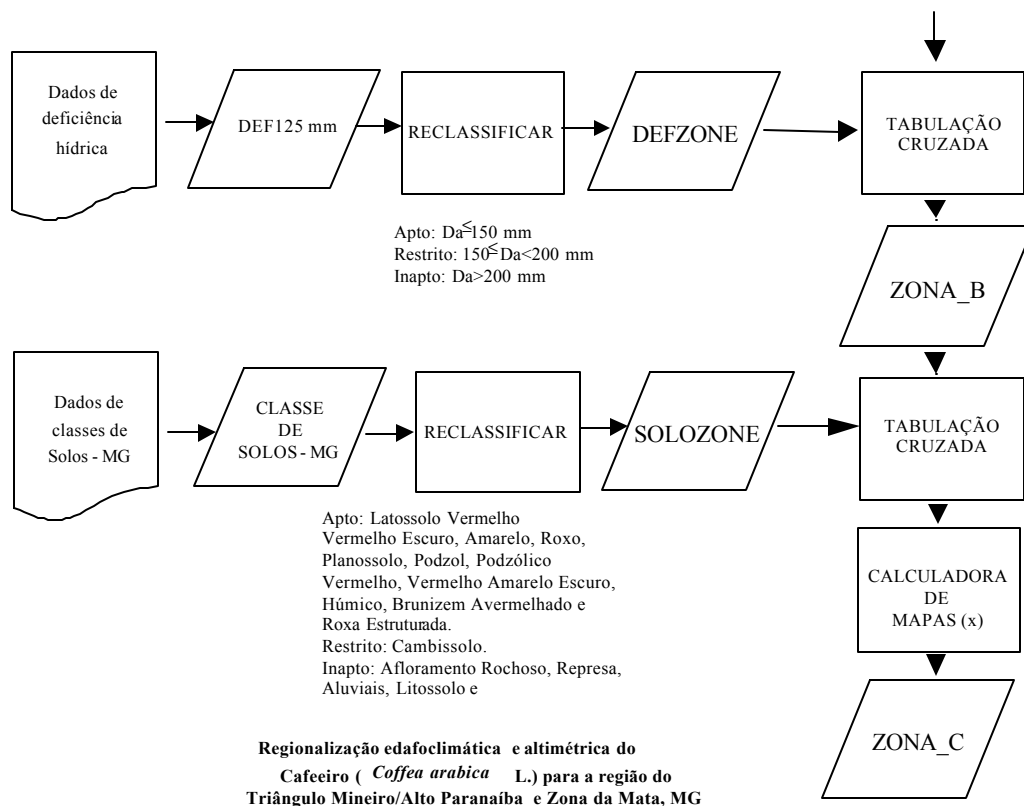 Dados de
deficiência
hídrica
DEF125 mm
RECLASSIFICAR
DEFZONE
TABULAÇÃO
CRUZADA
Apto: Da≤150 mm
Restrito: 150≤Da<200 mm
Inapto: Da>200 mm
ZONA_B
Dados de
classes de
Solos - MG
CLASSE
DE
SOLOS - MG
RECLASSIFICAR
SOLOZONE
TABULAÇÃO
CRUZADA
Apto: Latossolo Vermelho
Vermelho Escuro, Amarelo, Roxo,
Planossolo, Podzol, Podzólico
Vermelho, Vermelho Amarelo Escuro,
Húmico, Brunizem Avermelhado e
Roxa Estruturada.
Restrito: Cambissolo.
Inapto: Afloramento Rochoso, Represa,
Aluviais, Litossolo e
CALCULADORA
DE
MAPAS (x)
ZONA_C
Regionalização edafoclimática e altimétrica do
Cafeeiro ( Coffea arabica L.) para a região do
Triângulo Mineiro/Alto Paranaíba e Zona da Mata, MG